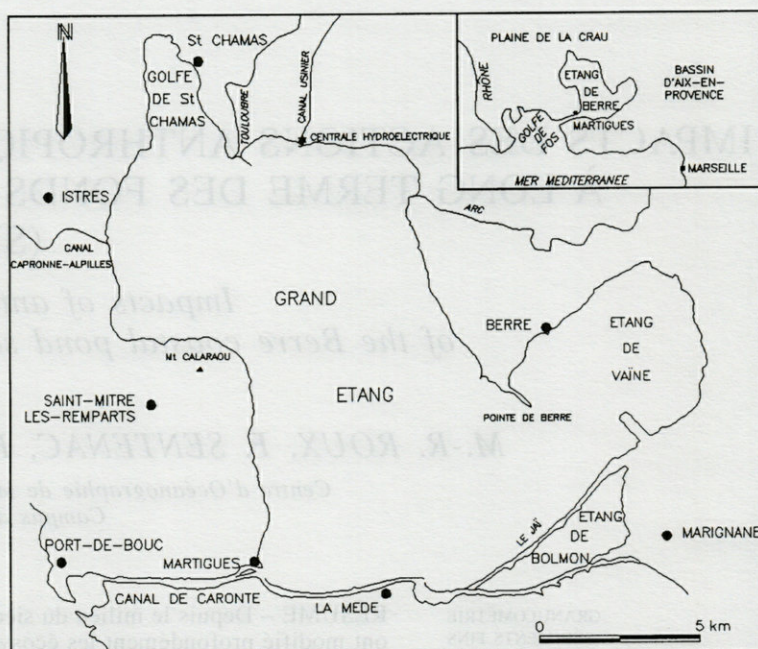 N
St CHAMAS
GOLFE
DE St
CHAMAS
TOULOUBRE
CANAL USINIER
CENTRALE HYDROELECTRIQUE
PLAINE DE LA CRAU
RHÔNE
ETANG
DE
BERRE
BASSIN
D'AIX-EN-
PROVENCE
GOLFE
DE
FOS
MARTIGUES
MARSEILLE
MER MEDITERRANEE
ISTRES
CANAL
CAPRONNE-ALPILLES
ARC
GRAND
ETANG
BERRE
ETANG
DE
VAÏNE
Mt CALARAOU
SAINT-MITRE
LES-REMPARTS
POINTE DE BERRE
LE JAÏ
ETANG
DE
BOLMON
MARIGNANE
PORT-DE-BOUC
MARTIGUES
CANAL DE CARONTE
LA MEDE
0 5 km
IMPACTS DES ACTIONS ANTHROPIQ
À LONG TERME DES FONDS
Impacts of an
of the Berre coastal pond
M.-R. ROUX, F. SENTENAC,
Centre d'Océanographie de
Campus
GRANULOMÉTRIE
RÉSUMÉ – Depuis le milieu du siè
ont modifié profondément les écos